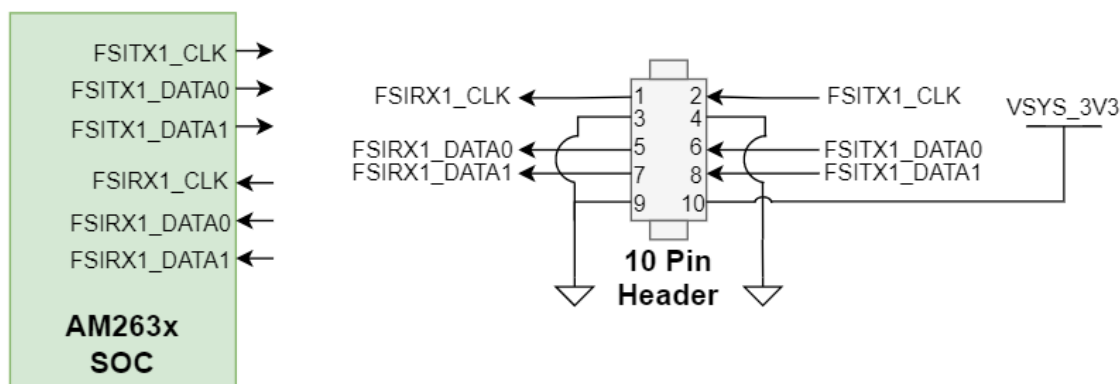 FSITX1_CLK
FSITX1_DATA0
FSITX1_DATA1
FSIRX1_CLK
FSIRX1_DATA0
FSIRX1_DATA1
AM263x
SOC
FSIRX1_CLK 1 2 FSITX1_CLK
3 4
FSIRX1_DATA0 5 6 FSITX1_DATA0
FSIRX1_DATA1 7 8 FSITX1_DATA1
9 10
VSYS_3V3
10 Pin
Header